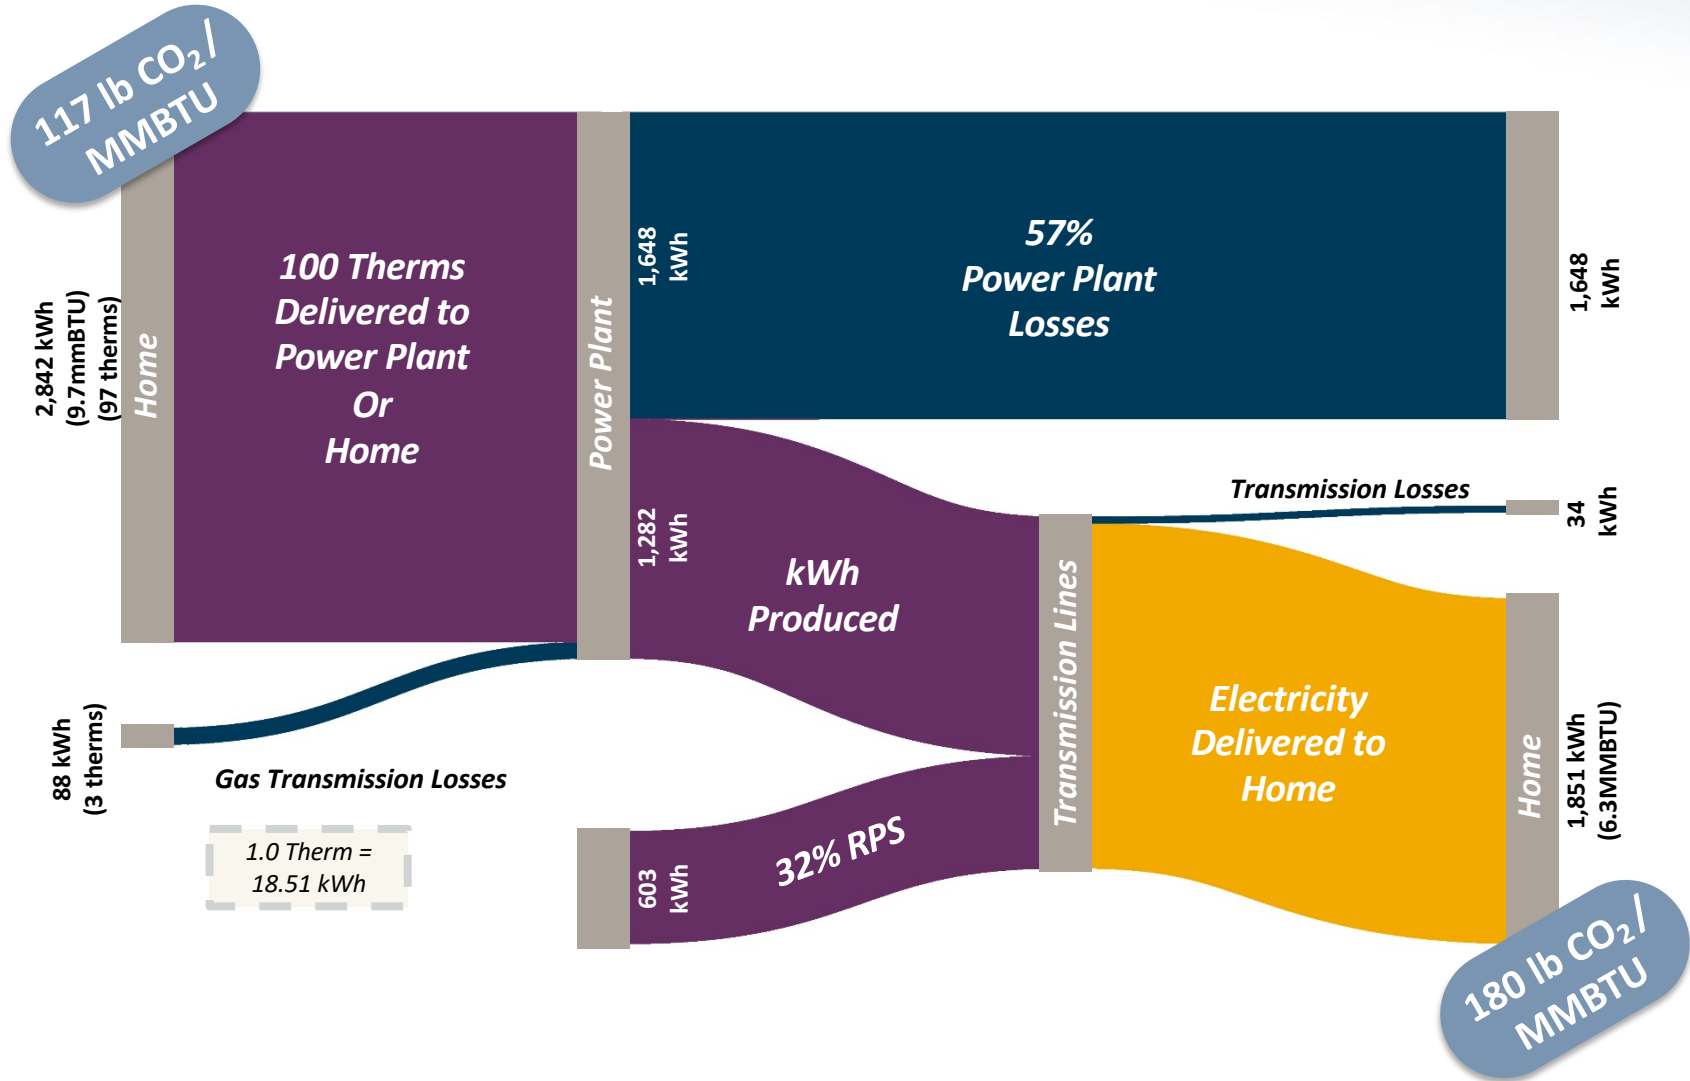 117 lb CO₂ /
MMBTU
2,842 kWh
(9.7mmBTU)
(97 therms)
Home
100 Therms
Delivered to
Power Plant
Or
Home
Power Plant
1,648
kWh
57%
Power Plant
Losses
1,648
kWh
1,282
kWh
kWh
Produced
Transmission Losses
34
kWh
Transmission Lines
Electricity
Delivered to
Home
Home
1,851 kWh
(6.3MMBTU)
88 kWh
(3 therms)
Gas Transmission Losses
1.0 Therm =
18.51 kWh
603
kWh
32% RPS
180 lb CO₂ /
MMBTU